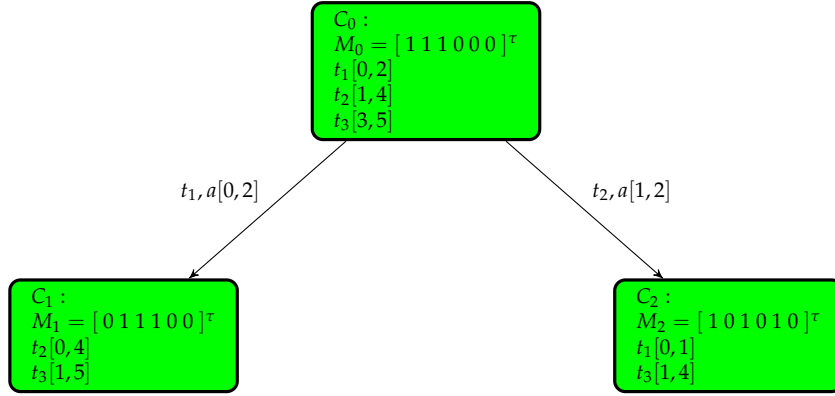 C₀ :
M₀ = [ 1 1 1 0 0 0 ]^τ
t₁[0, 2]
t₂[1, 4]
t₃[3, 5]
t₁, a[0, 2]
t₂, a[1, 2]
C₁ :
M₁ = [ 0 1 1 1 0 0 ]^τ
t₂[0, 4]
t₃[1, 5]
C₂ :
M₂ = [ 1 0 1 0 1 0 ]^τ
t₁[0, 1]
t₃[1, 4]